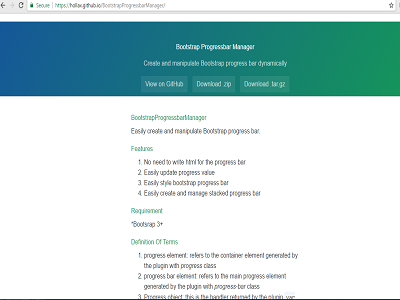 Secure https://hollax.github.io/BootstrapProgressbarManager/
Bootstrap Progressbar Manager
Create and manipulate Bootstrap progress bar dynamically
View on GitHub Download .zip Download .tar.gz
BootstrapProgressbarManager
Easily create and manipulate Bootstrap progress bar.
Features
1. No need to write html for the progress bar
2. Easily update progress value
3. Easily style bootstrap progress bar
4. Easily create and manage stacked progress bar
Requirement
*Bootsrap 3+
Definition Of Terms
1. progress element: refers to the container element generated
by the plugin with progress class
2. progress bar element: refers to the main progress element
generated by the plugin with progress-bar class
3. Progress object: this is the handler returned by the plugin